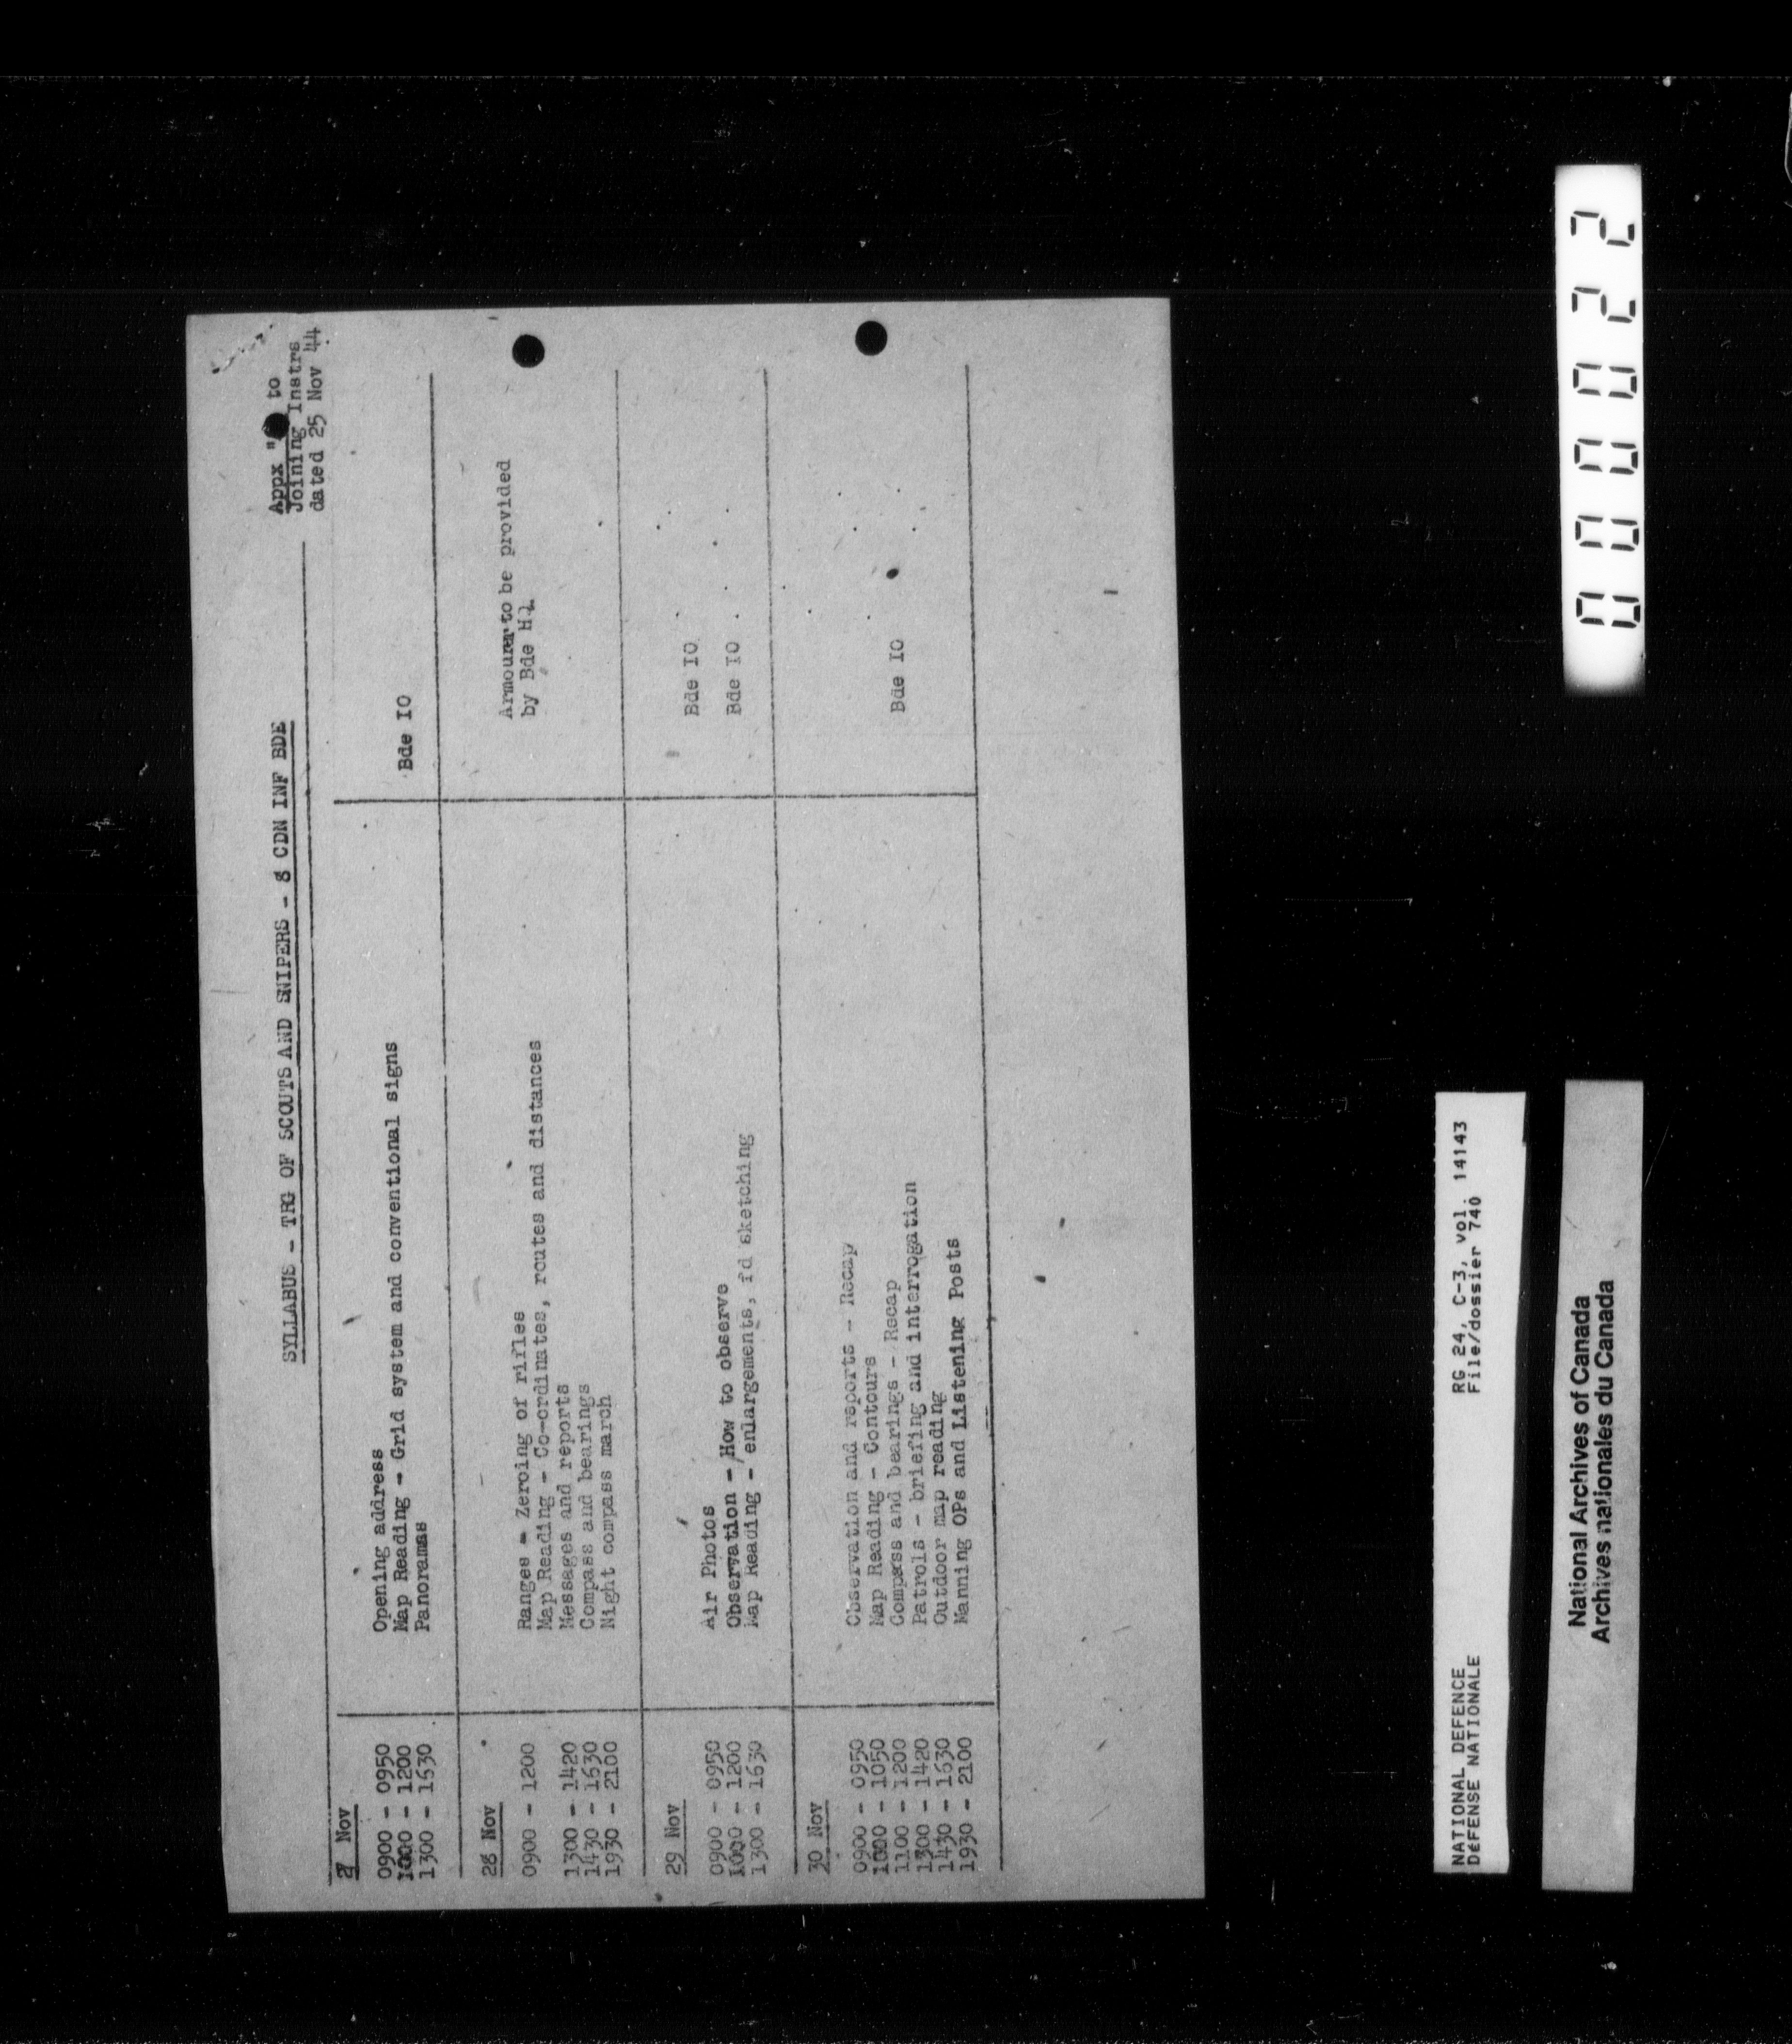 Appx " to
Joining Instrs
dated 25 Nov 44
SYLLABUS - TRG OF SCOUTS AND SNIPERS - 8 CDN INF BDE
27 Nov
0900 - 0950 Opening address
1000 - 1200 Map Reading - Grid system and conventional signs Bde IO
1300 - 1630 Panoramas
28 Nov
0900 - 1200 Ranges - Zeroing of rifles Armourer to be provided
Map Reading - Co-ordinates, routes and distances by Bde HQ
1300 - 1420 Messages and reports
1430 - 1630 Compass and bearings
1930 - 2100 Night compass march
29 Nov
0900 - 0950 Air Photos Bde IO
1000 - 1200 Observation - How to observe
1300 - 1630 Map Reading - enlargements, fd sketching Bde IO
30 Nov
0900 - 0950 Observation and reports - Recap
1000 - 1050 Map Reading - Contours
1100 - 1200 Compass and bearings - Recap Bde IO
1300 - 1420 Patrols - briefing and interrogation
1430 - 1630 Outdoor map reading
1930 - 2100 Manning OPs and Listening Posts
NATIONAL DEFENCE RG 24, C-3, vol. 14143
DÉFENSE NATIONALE File/dossier 740
National Archives of Canada
Archives nationales du Canada
000022